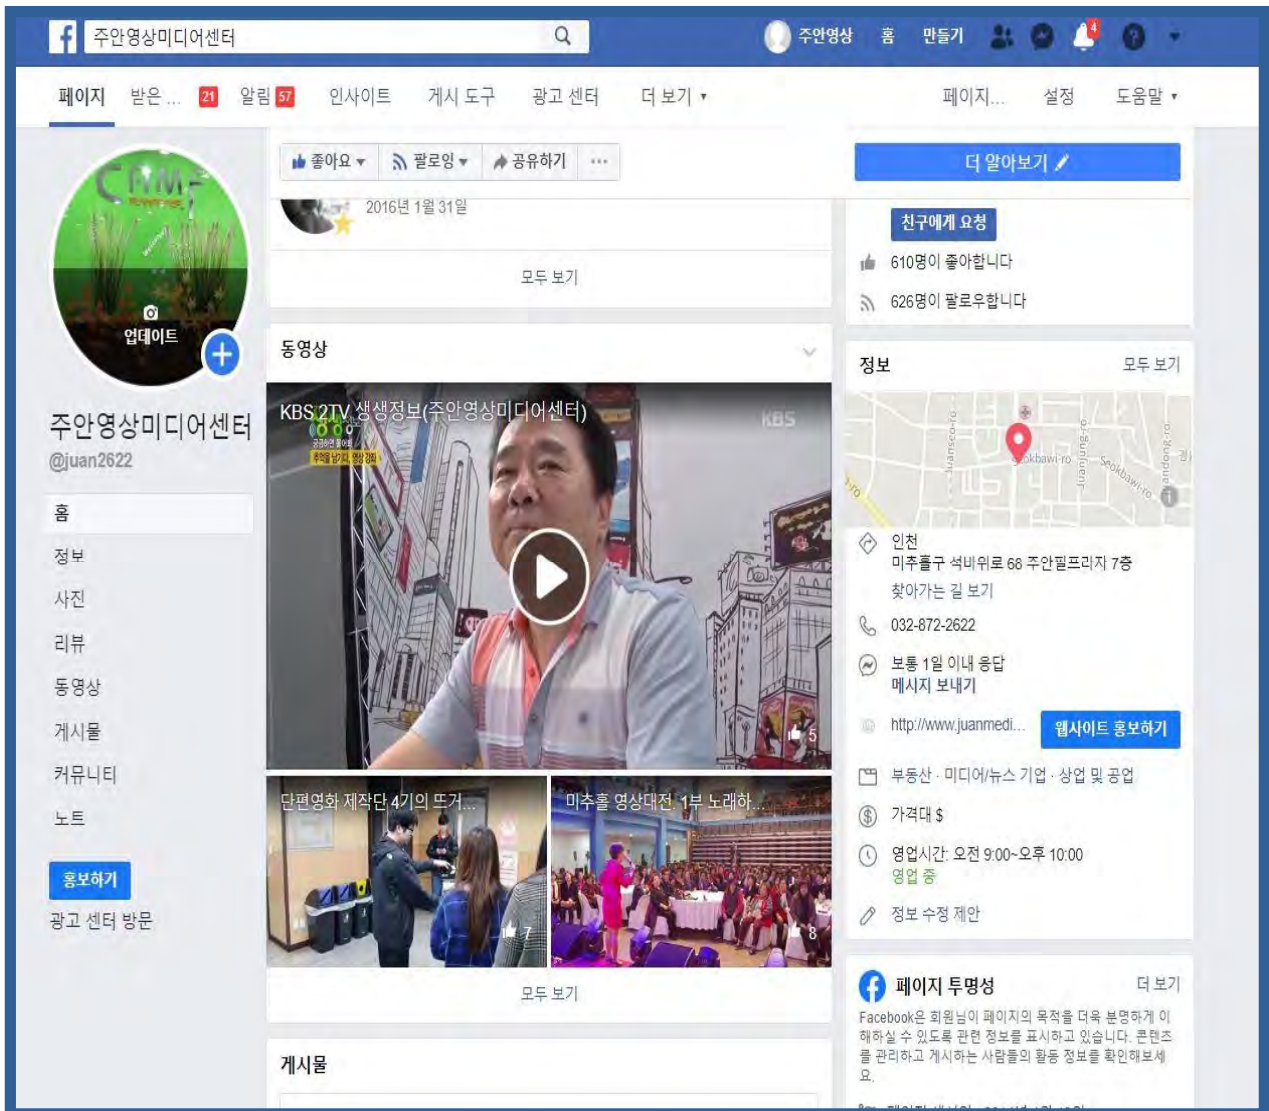 주안영상미디어센터
주안영상 홈 만들기 4
페이지 받은 ... 21 알림 57 인사이트 게시 도구 광고 센터 더 보기 페이지... 설정 도움말
업데이트
주안영상미디어센터
@juan2622
홈
정보
사진
리뷰
동영상
게시물
커뮤니티
노트
홍보하기
광고 센터 방문
좋아요 팔로잉 공유하기 ...
2016년 1월 31일
모두 보기
동영상
KBS 2TV 생생정보(주안영상미디어센터)
KBS
5
단편영화 제작단 4기의 뜨거...
7
미추홀 영상대전. 1부 노래하...
8
모두 보기
게시물
더 알아보기
친구에게 요청
610명이 좋아합니다
626명이 팔로우합니다
정보 모두 보기
Juanseo-ro
Seokbawi-ro
Juanjung-ro
Seokbawi-ro
인천
미추홀구 석바위로 68 주안필프라자 7층
찾아가는 길 보기
032-872-2622
보통 1일 이내 응답
메시지 보내기
http://www.juanmedi... 웹사이트 홍보하기
부동산 · 미디어/뉴스 기업 · 상업 및 공업
가격대 $
영업시간: 오전 9:00~오후 10:00
영업 중
정보 수정 제안
페이지 투명성 더 보기
Facebook은 회원님이 페이지의 목적을 더욱 분명하게 이
해하실 수 있도록 관련 정보를 표시하고 있습니다. 콘텐츠
를 관리하고 게시하는 사람들의 활동 정보를 확인해보세
요.